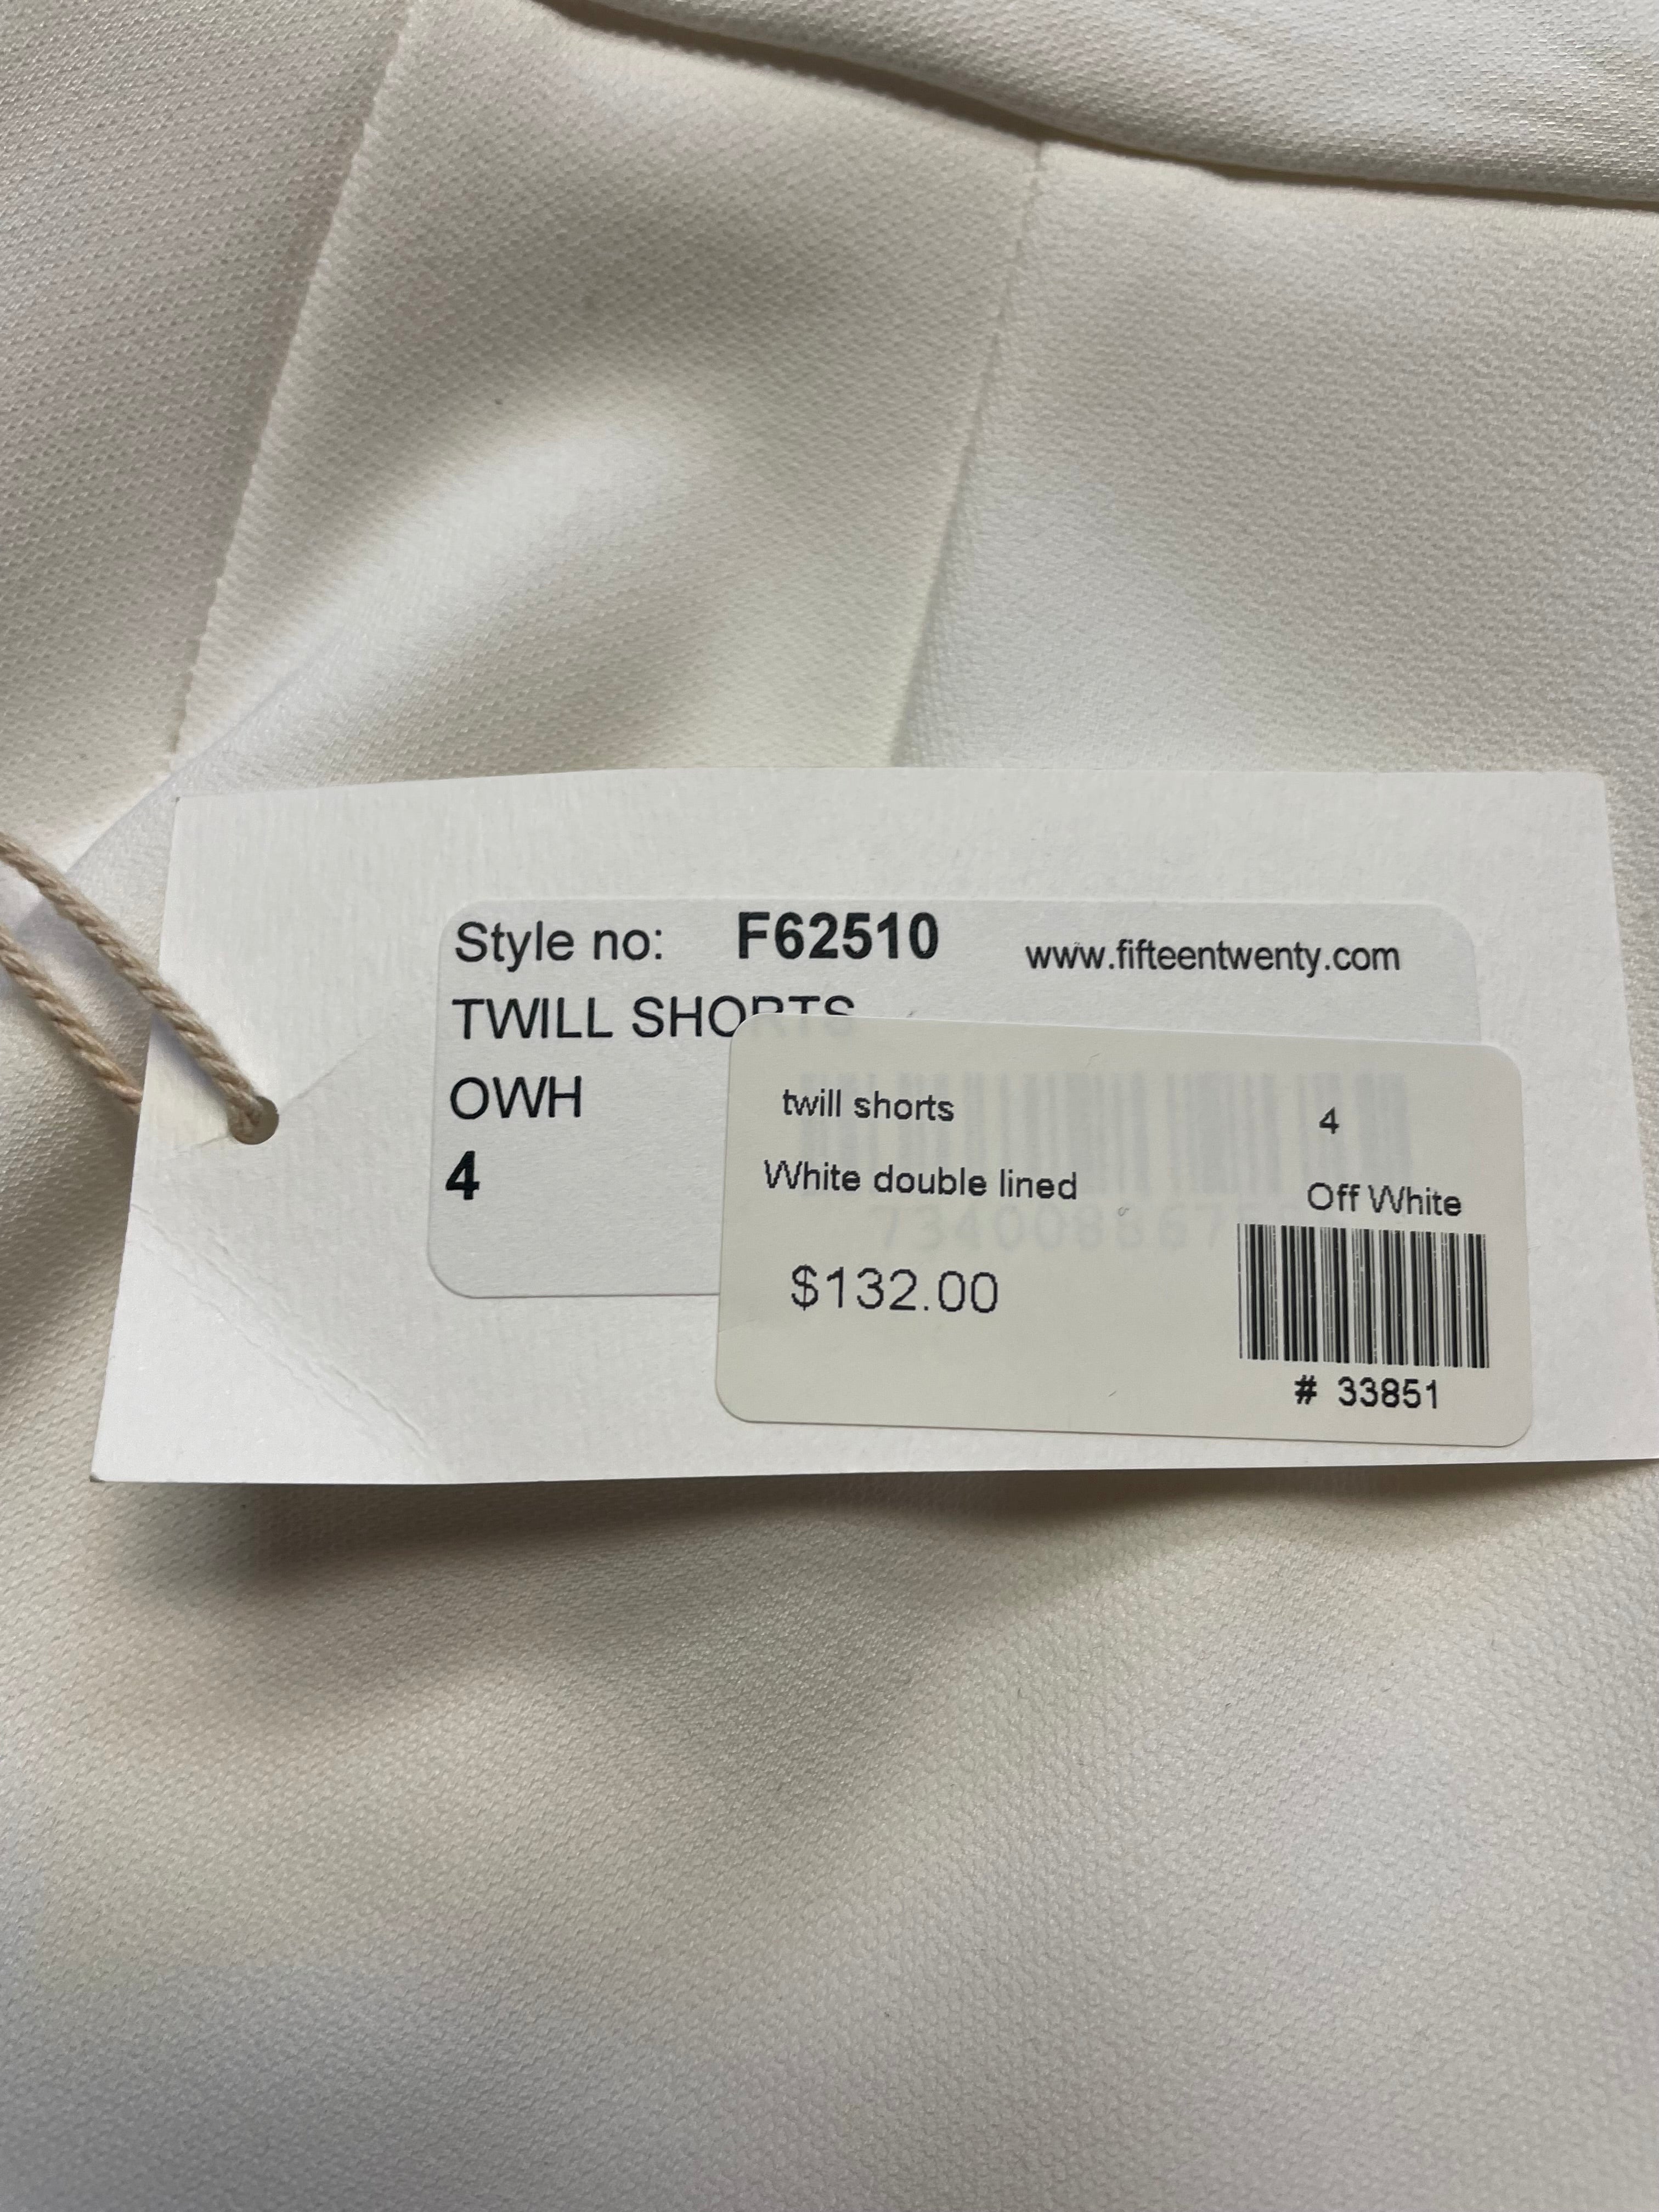 Style no: F62510 www.fifteentwenty.com
TWILL SHORTS
OWH
4
twill shorts 4
White double lined Off White
$132.00
# 33851